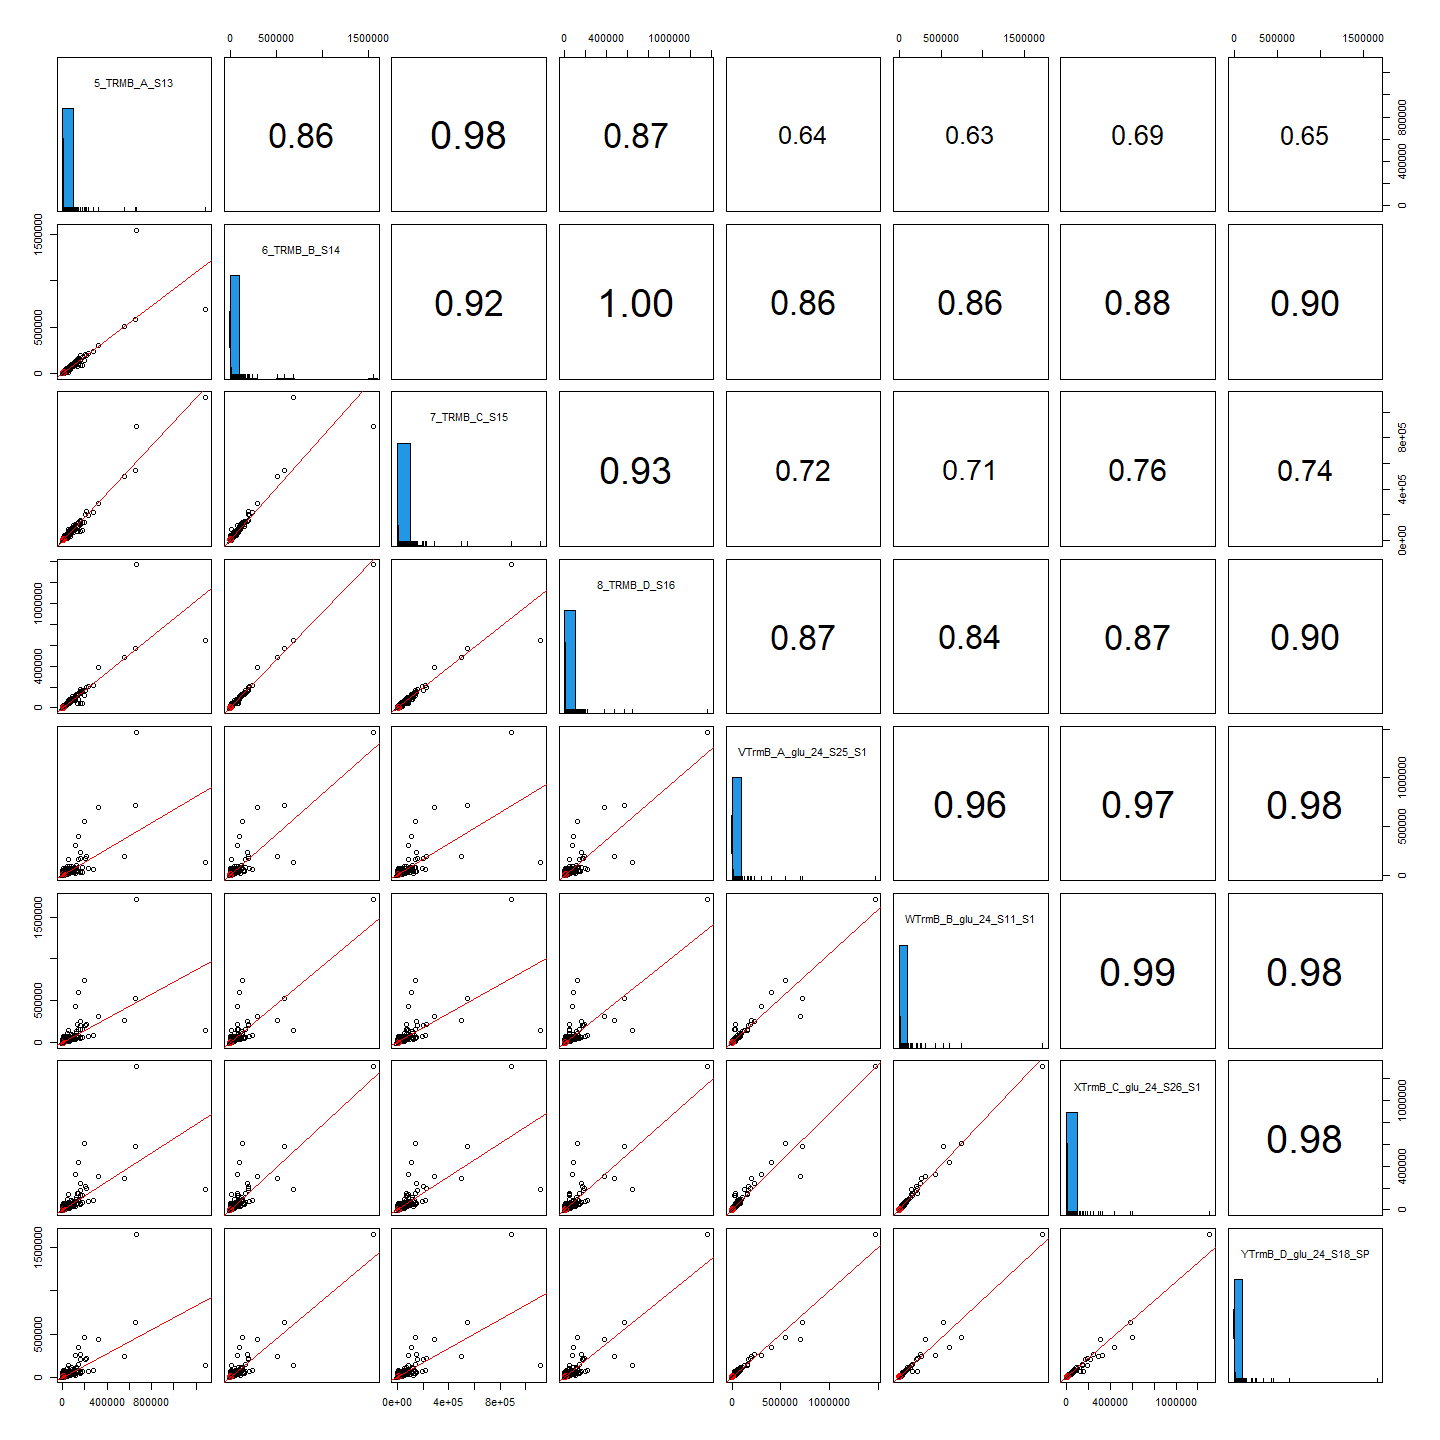 0 500000 1500000 0 400000 1000000 0 500000 1500000 0 500000 1500000
5_TRMB_A_S13 0.86 0.98 0.87 0.64 0.63 0.69 0.65 0 400000 800000
0 500000 1500000 6_TRMB_B_S14 0.92 1.00 0.86 0.86 0.88 0.90
7_TRMB_C_S15 0.93 0.72 0.71 0.76 0.74 0e+00 4e+05 8e+05
0 400000 1000000 8_TRMB_D_S16 0.87 0.84 0.87 0.90
VTrmB_A_glu_24_S25_S1 0.96 0.97 0.98 0 500000 1000000
0 500000 1500000 WTrmB_B_glu_24_S11_S1 0.99 0.98
XTrmB_C_glu_24_S26_S1 0.98 0 400000 1000000
0 500000 1500000 YTrmB_D_glu_24_S18_SP
0 400000 800000 0e+00 4e+05 8e+05 0 500000 1000000 0 400000 1000000